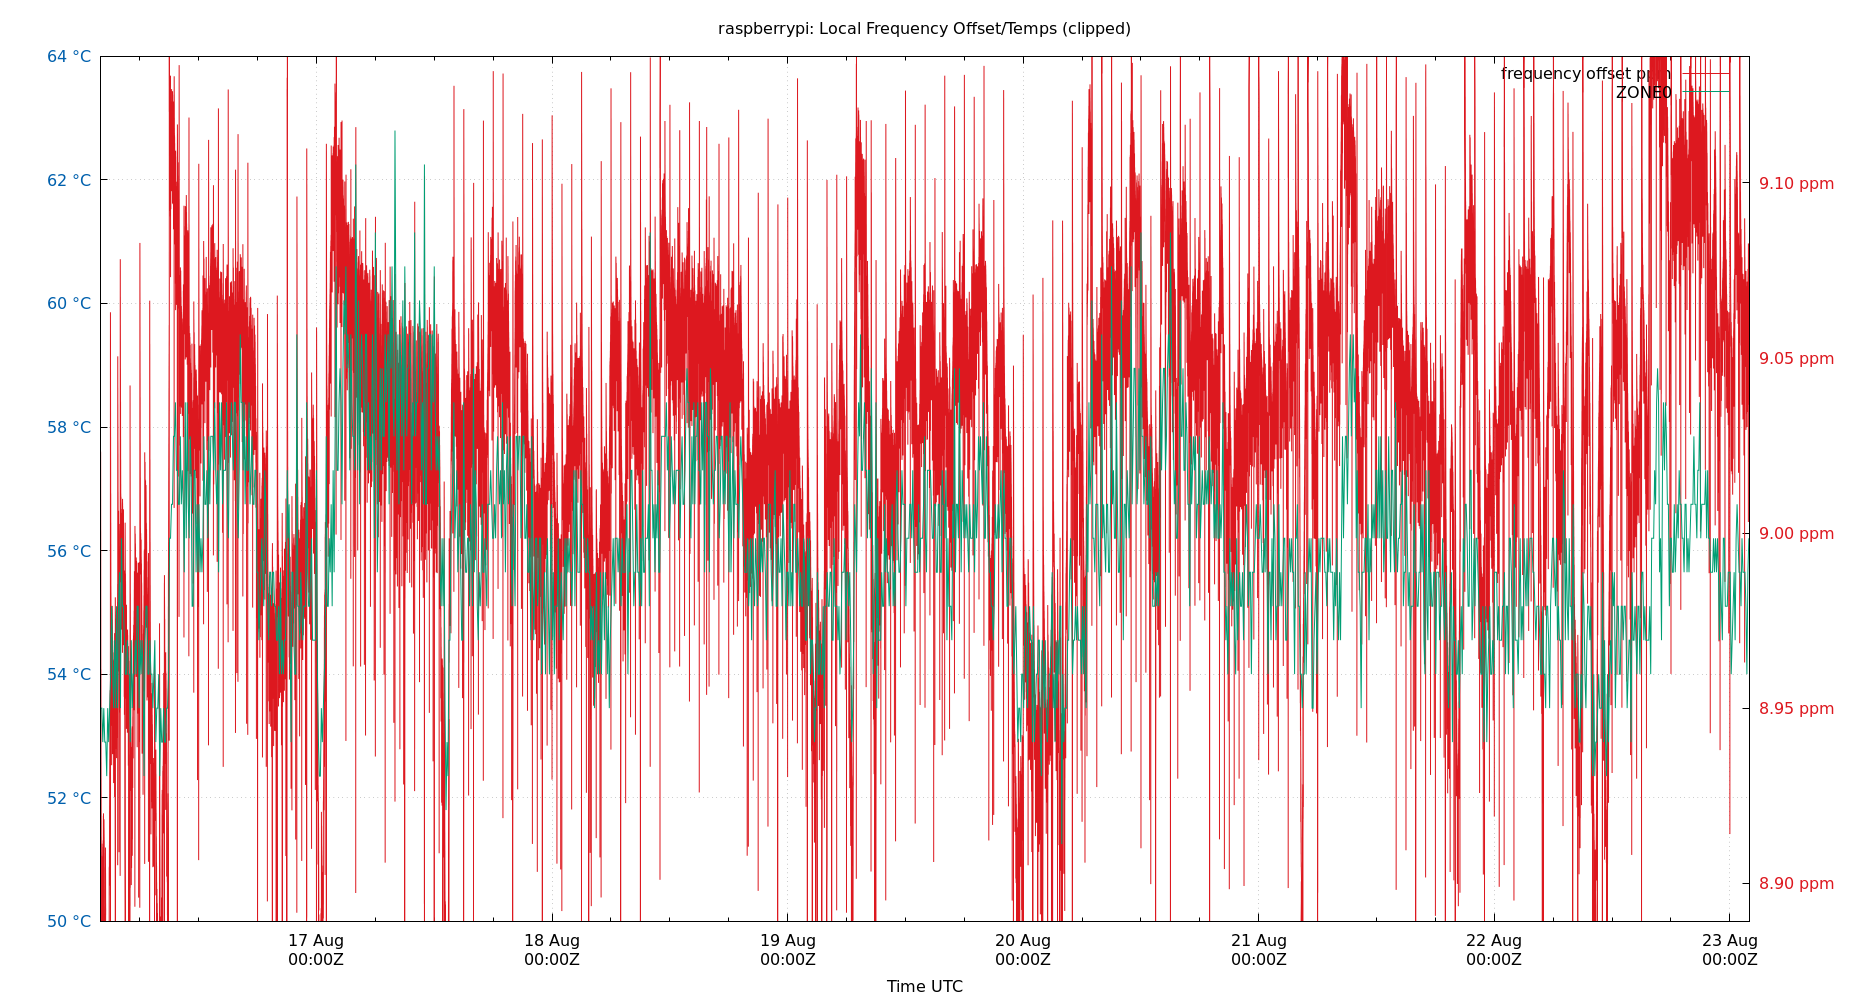 raspberrypi: Local Frequency Offset/Temps (clipped)
frequency offset ppm
ZONE0
64 °C
62 °C
60 °C
58 °C
56 °C
54 °C
52 °C
50 °C
9.10 ppm
9.05 ppm
9.00 ppm
8.95 ppm
8.90 ppm
17 Aug
00:00Z
18 Aug
00:00Z
19 Aug
00:00Z
20 Aug
00:00Z
21 Aug
00:00Z
22 Aug
00:00Z
23 Aug
00:00Z
Time UTC